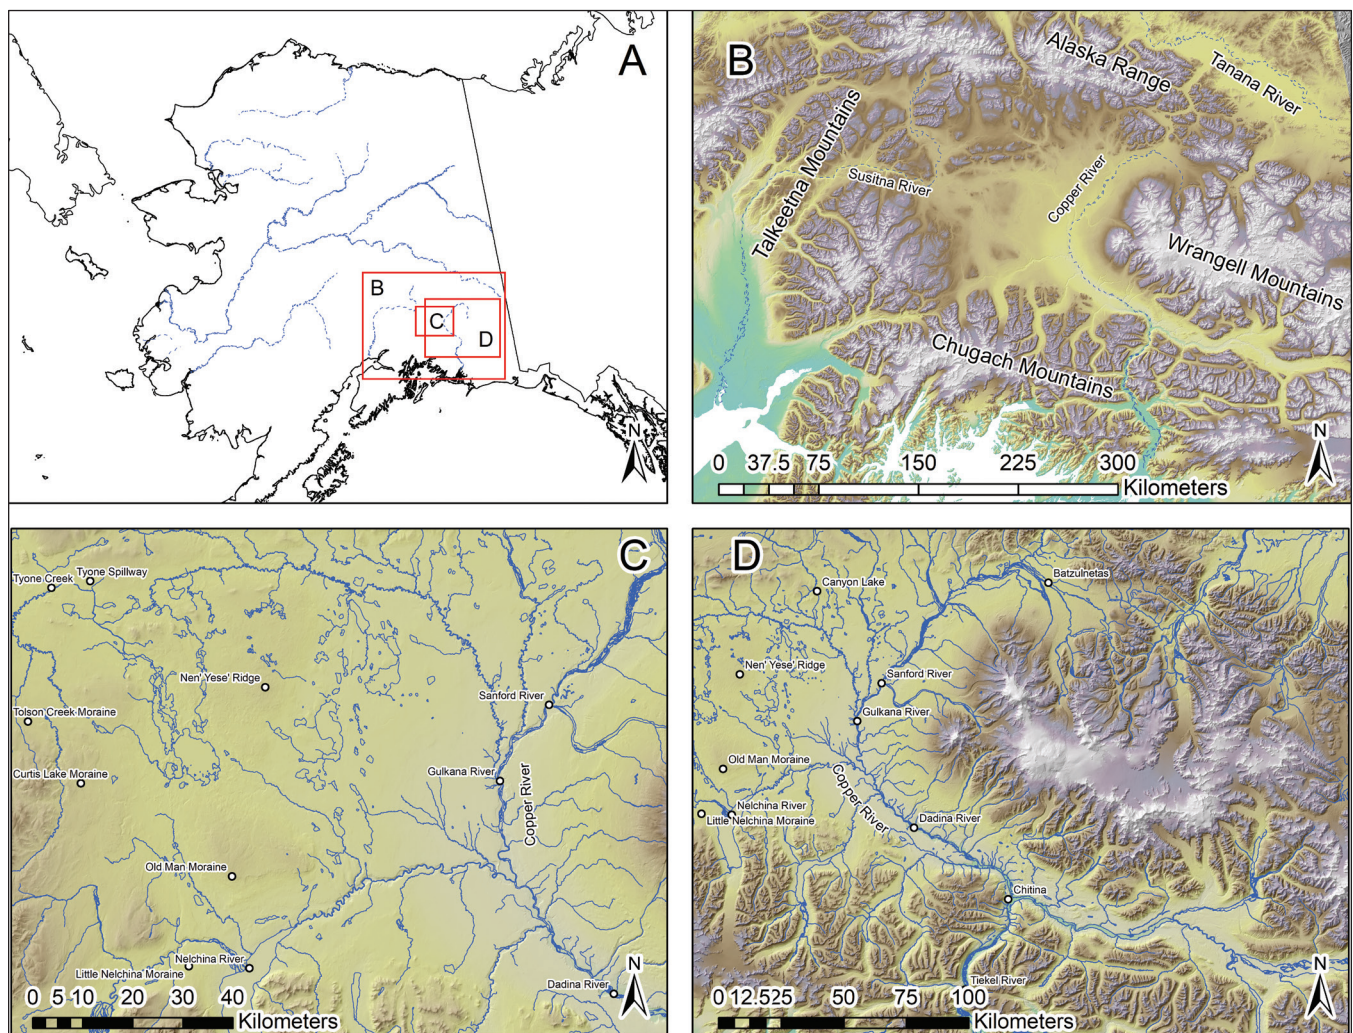 A
B
C
D
N
B
Alaska Range
Tanana River
Talkeetna Mountains
Susitna River
Copper River
Wrangell Mountains
Chugach Mountains
N
0 37.5 75 150 225 300
Kilometers
C
Tyone Creek
Tyone Spillway
Nen' Yese' Ridge
Sanford River
Tolson Creek Moraine
Curtis Lake Moraine
Gulkana River
Copper River
Old Man Moraine
Nelchina River
Little Nelchina Moraine
Dadina River
N
0 5 10 20 30 40
Kilometers
D
Canyon Lake
Batzulnetas
Nen' Yese' Ridge
Sanford River
Gulkana River
Old Man Moraine
Copper River
Nelchina River
Little Nelchina Moraine
Dadina River
Chitina
Tiekel River
N
0 12.525 50 75 100
Kilometers